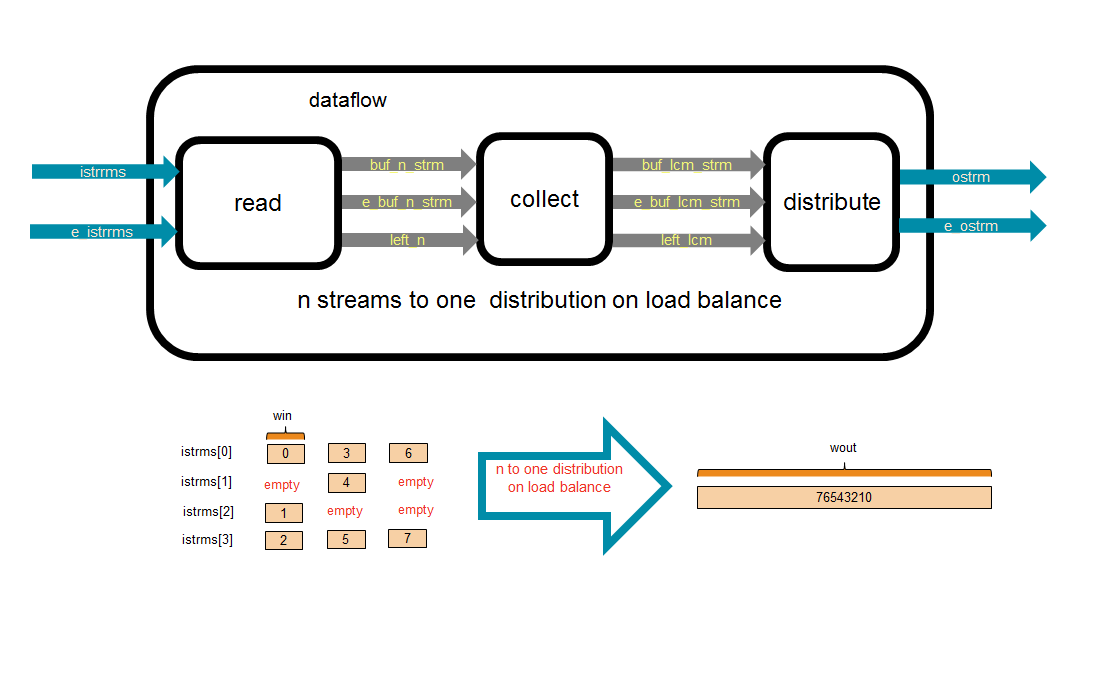 dataflow
istrrms
e_istrrms
read
buf_n_strm
e_buf_n_strm
left_n
collect
buf_lcm_strm
e_buf_lcm_strm
left_lcm
distribute
ostrm
e_ostrm
n streams to one distribution on load balance
win
istrms[0] 0 3 6
istrms[1] empty 4 empty
istrms[2] 1 empty empty
istrms[3] 2 5 7
n to one distribution
on load balance
wout
76543210